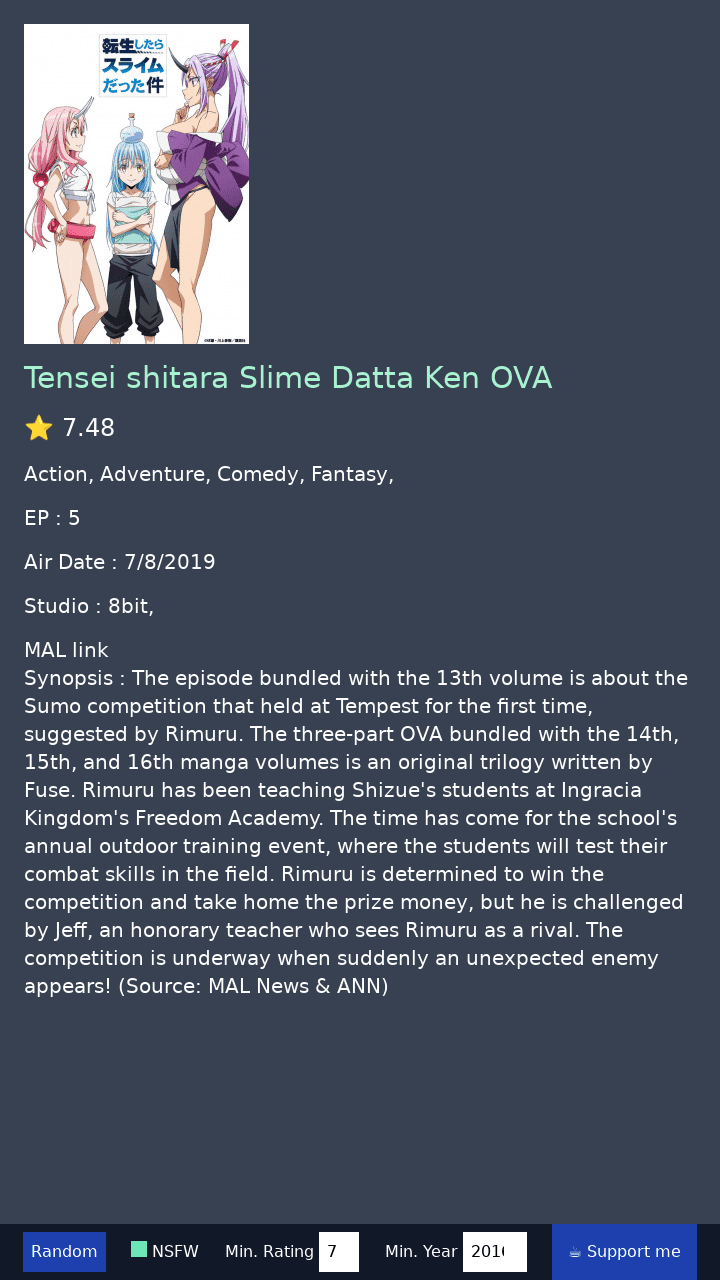 転生したら
スライム
だった件
Tensei shitara Slime Datta Ken OVA
⭐ 7.48
Action, Adventure, Comedy, Fantasy,
EP : 5
Air Date : 7/8/2019
Studio : 8bit,
MAL link
Synopsis : The episode bundled with the 13th volume is about the
Sumo competition that held at Tempest for the first time,
suggested by Rimuru. The three-part OVA bundled with the 14th,
15th, and 16th manga volumes is an original trilogy written by
Fuse. Rimuru has been teaching Shizue's students at Ingracia
Kingdom's Freedom Academy. The time has come for the school's
annual outdoor training event, where the students will test their
combat skills in the field. Rimuru is determined to win the
competition and take home the prize money, but he is challenged
by Jeff, an honorary teacher who sees Rimuru as a rival. The
competition is underway when suddenly an unexpected enemy
appears! (Source: MAL News & ANN)
Random NSFW Min. Rating 7 Min. Year ☕ Support me